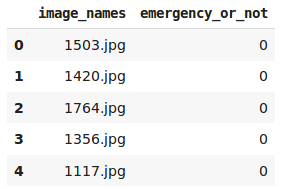 image_names emergency_or_not
0 1503.jpg 0
1 1420.jpg 0
2 1764.jpg 0
3 1356.jpg 0
4 1117.jpg 0